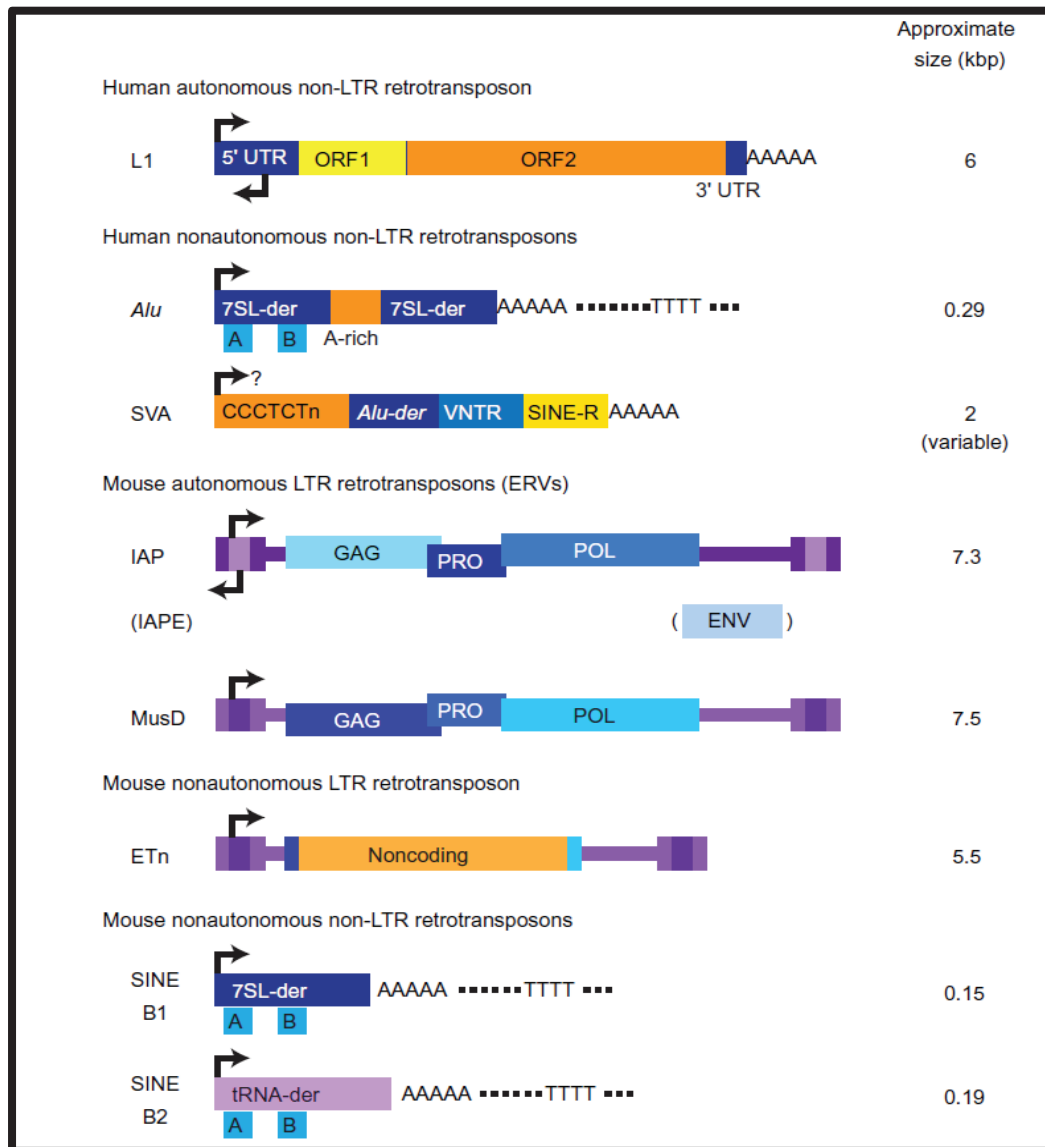 Approximate
size (kbp)
Human autonomous non-LTR retrotransposon
L1 5' UTR ORF1 ORF2 AAAAA 6
3' UTR
Human nonautonomous non-LTR retrotransposons
Alu 7SL-der 7SL-der AAAAA TTTT 0.29
A B A-rich
?
SVA CCCTCTn Alu-der VNTR SINE-R AAAAA 2
(variable)
Mouse autonomous LTR retrotransposons (ERVs)
IAP GAG PRO POL 7.3
(IAPE) ( ENV )
MusD GAG PRO POL 7.5
Mouse nonautonomous LTR retrotransposon
ETn Noncoding 5.5
Mouse nonautonomous non-LTR retrotransposons
SINE
B1 7SL-der AAAAA TTTT 0.15
A B
SINE
B2 tRNA-der AAAAA TTTT 0.19
A B